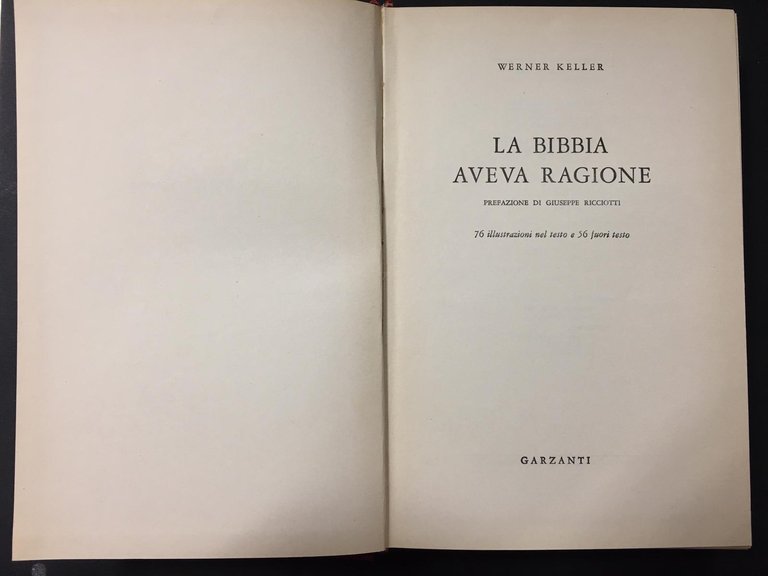 WERNER KELLER
LA BIBBIA
AVEVA RAGIONE
PREFAZIONE DI GIUSEPPE RICCIOTTI
76 illustrazioni nel testo e 56 fuori testo
GARZANTI